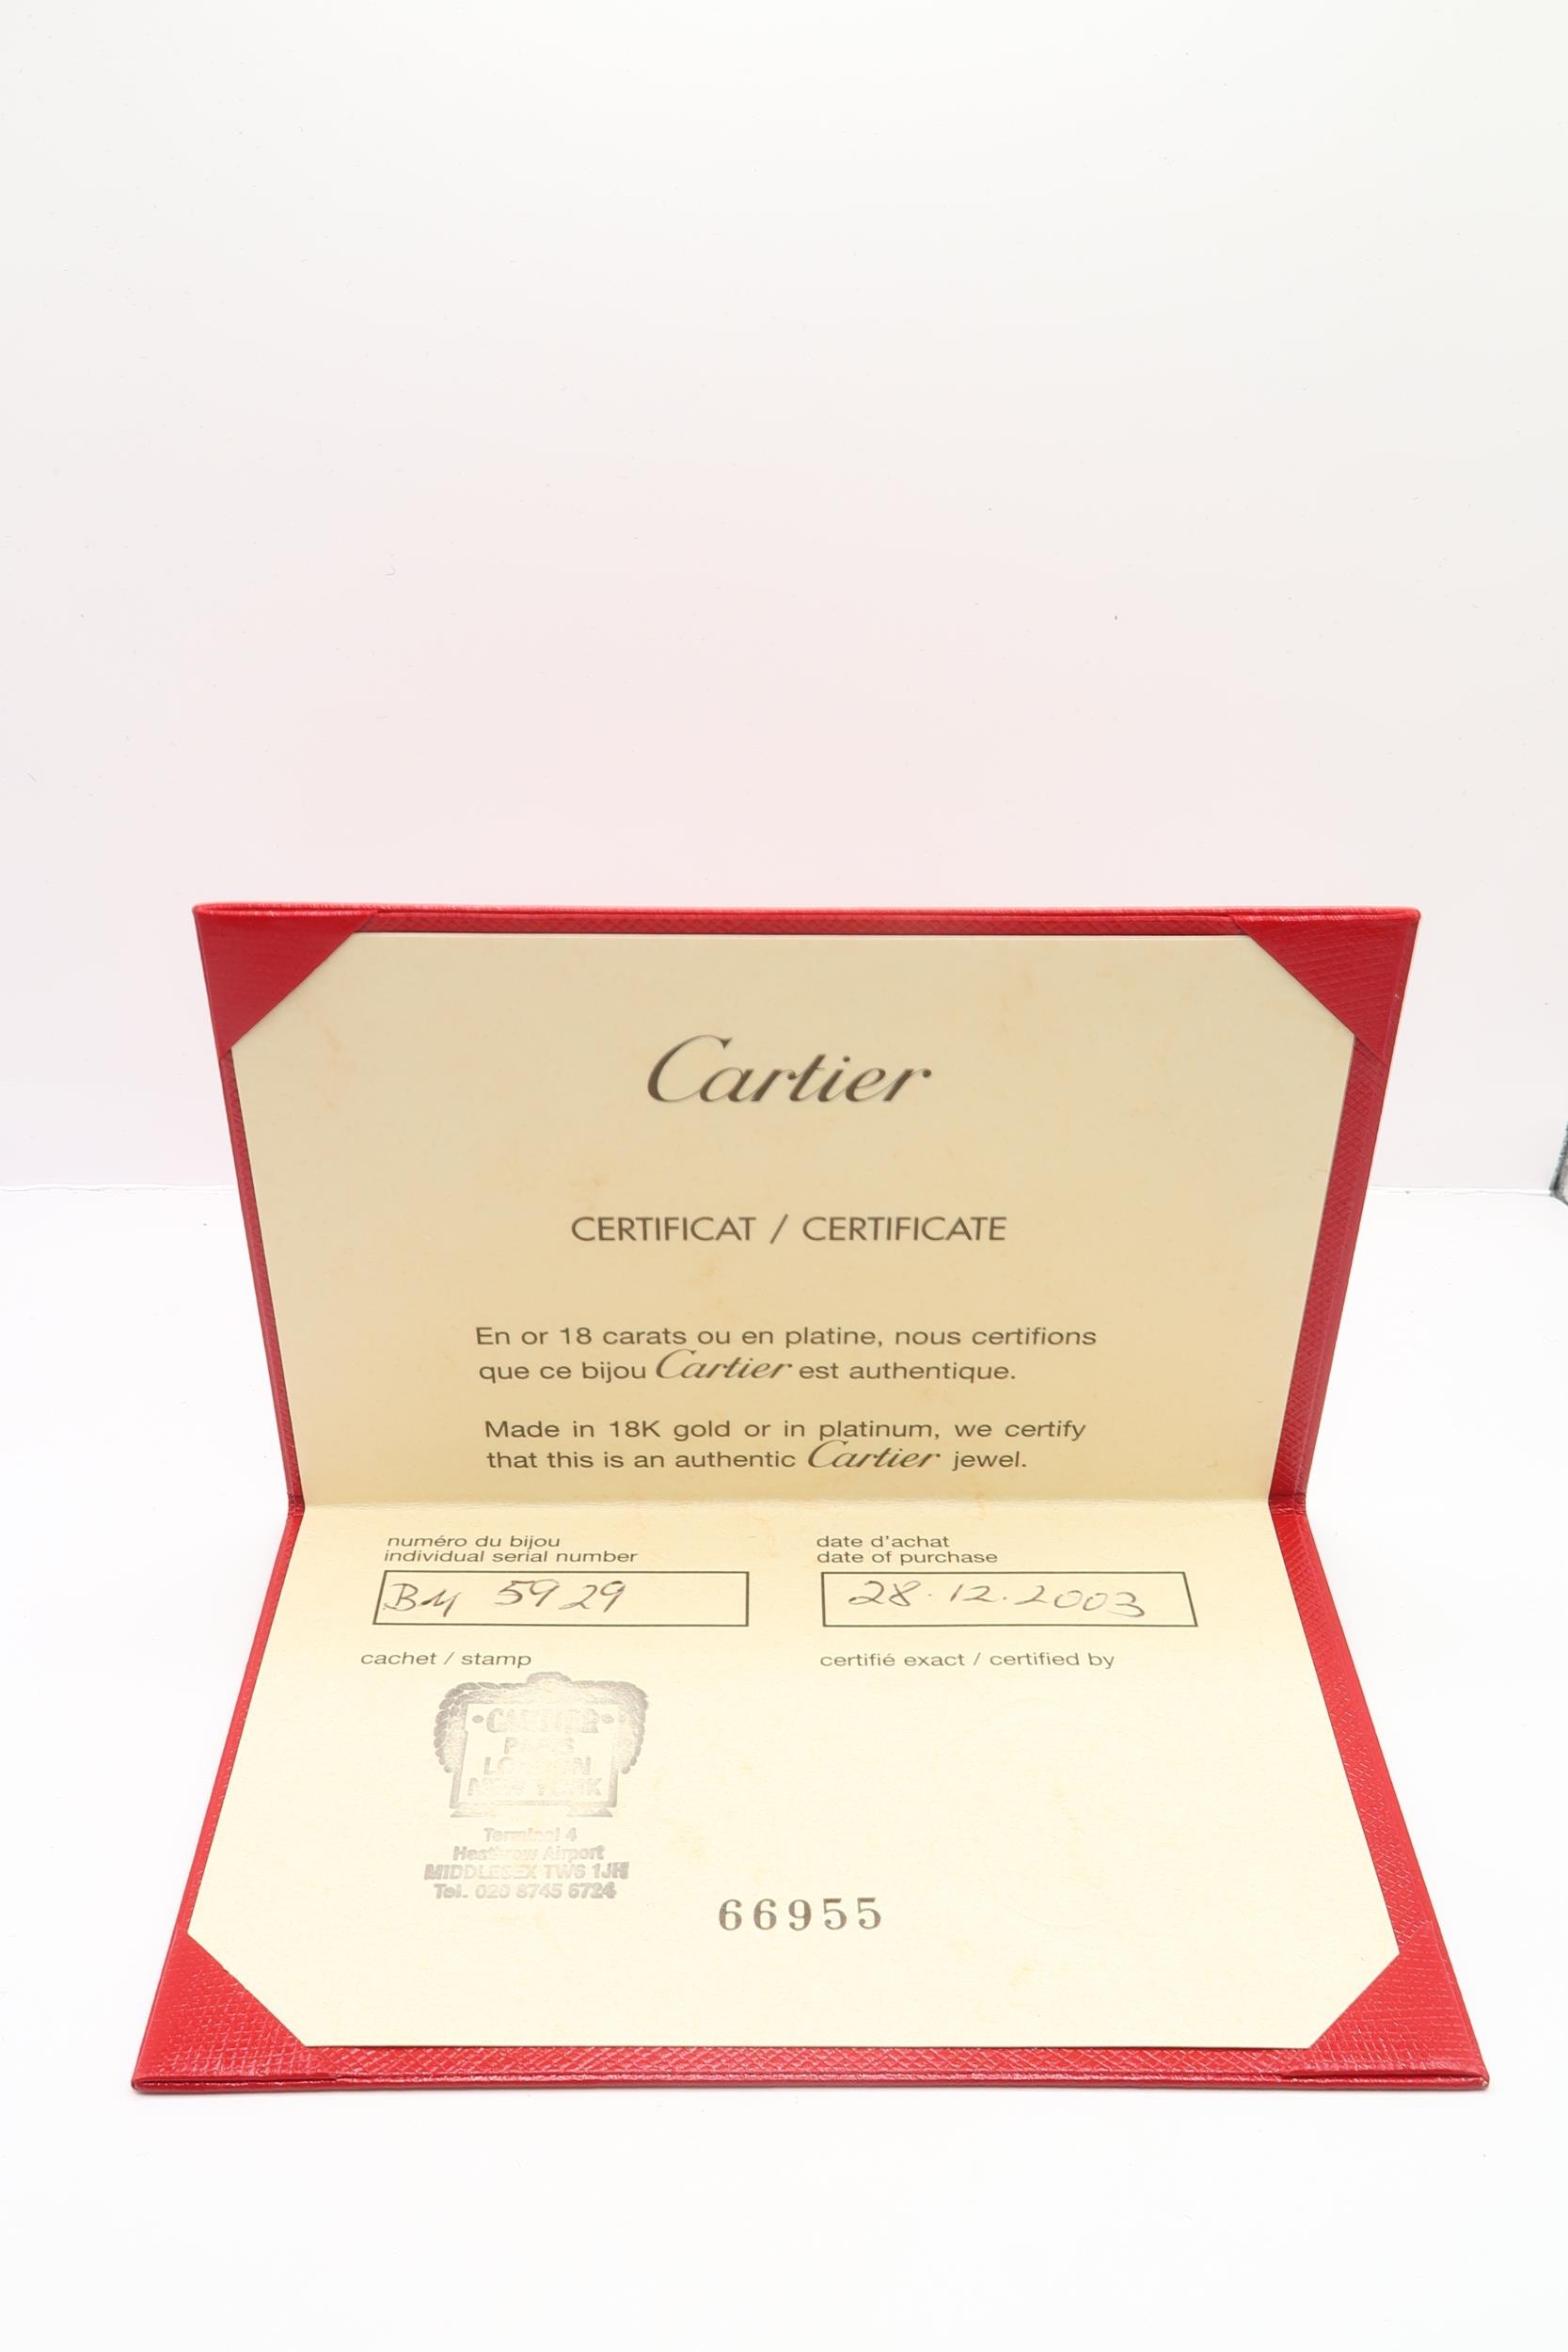 Cartier
CERTIFICAT / CERTIFICATE
En or 18 carats ou en platine, nous certifions
que ce bijou Cartier est authentique.
Made in 18K gold or in platinum, we certify
that this is an authentic Cartier jewel.
numéro du bijou
individual serial number
5929
date d'achat
date of purchase
28.12.2003
cachet / stamp
certifié exact / certified by
CARTIER
PARIS
LONDON
NEW YORK
Terminal 4
Heathrow Airport
MIDDLESEX TW6 1JH
Tel. 020 8745 6724
66955